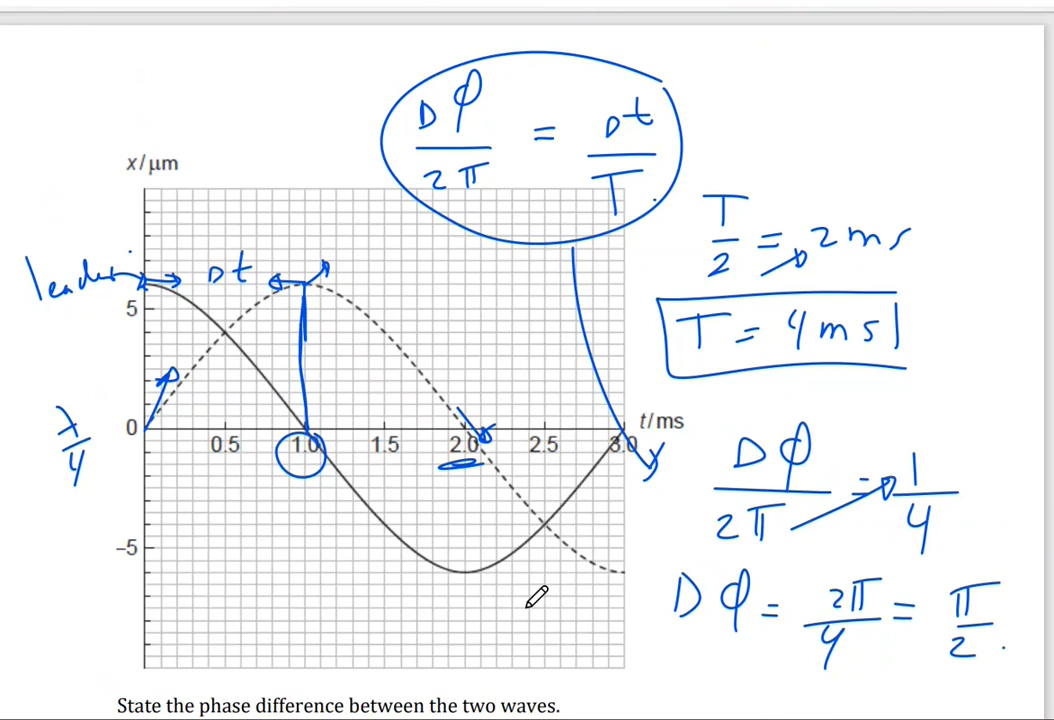 Δφ/2π = Δt/T
x/μm
T/2 = 2ms
leading Δt
5
T = 4ms
0 0.5 1.0 1.5 2.0 2.5 3.0 t/ms
λ/4
Δφ/2π = 1/4
-5
Δφ = 2π/4 = π/2.
State the phase difference between the two waves.